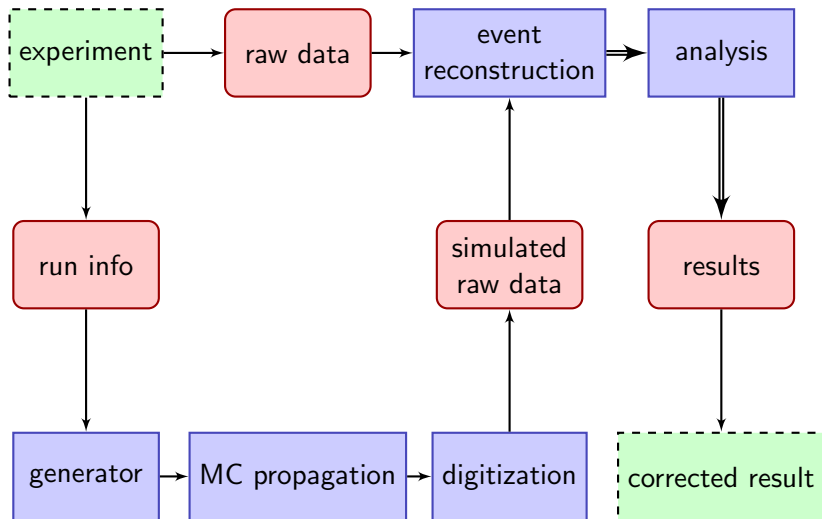 experiment
raw data
event
reconstruction
analysis
run info
simulated
raw data
results
generator
MC propagation
digitization
corrected result